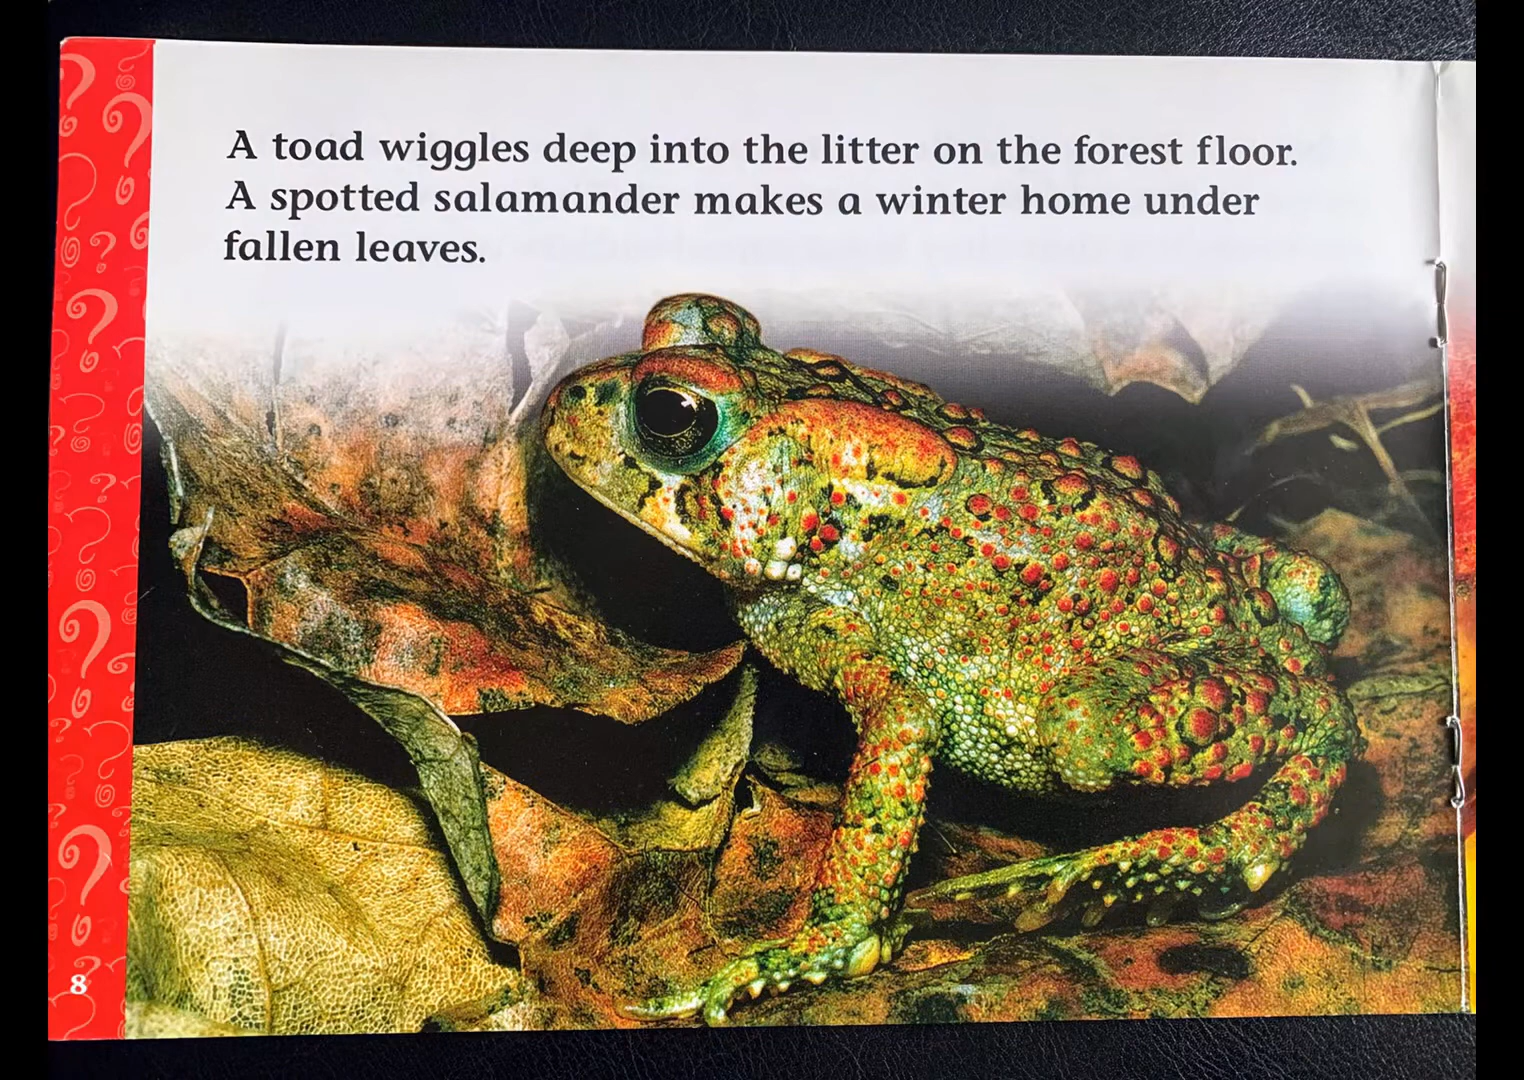 A toad wiggles deep into the litter on the forest floor.
A spotted salamander makes a winter home under
fallen leaves.
8